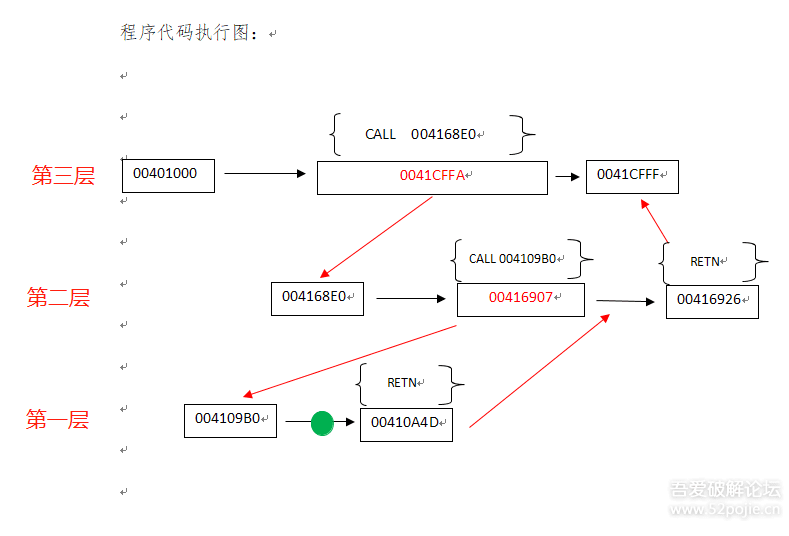 程序代码执行图：
CALL 004168E0
第三层 00401000 0041CFFA 0041CFFF
CALL 004109B0 RETN
第二层 004168E0 00416907 00416926
RETN
第一层 004109B0 00410A4D
吾爱破解论坛
www.52pojie.cn